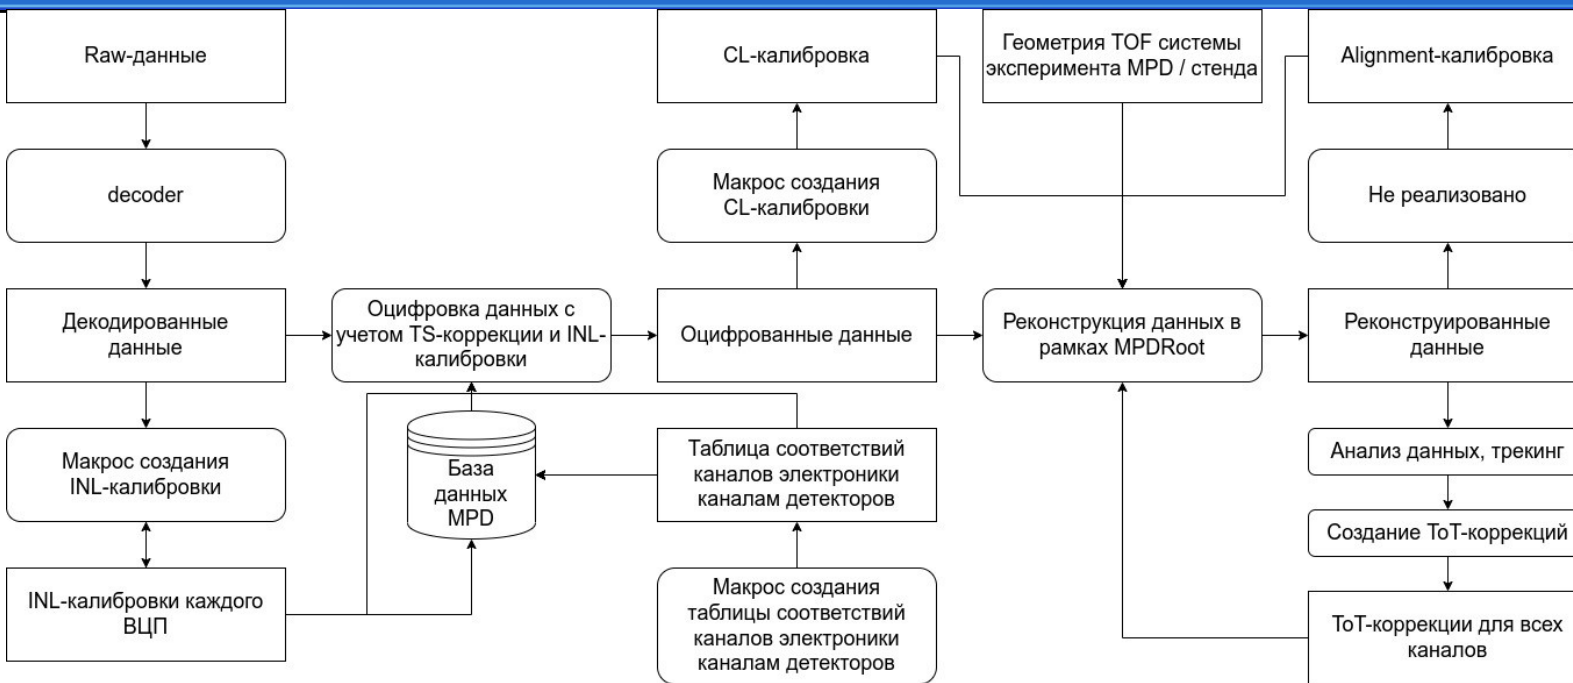 Raw-данные
CL-калибровка
Геометрия TOF системы
эксперимента MPD / стенда
Alignment-калибровка
decoder
Макрос создания
CL-калибровки
Не реализовано
Декодированные
данные
Оцифровка данных с
учетом TS-коррекции и INL-
калибровки
Оцифрованные данные
Реконструкция данных в
рамках MPDRoot
Реконструированные
данные
Макрос создания
INL-калибровки
База
данных
MPD
Таблица соответствий
каналов электроники
каналам детекторов
Анализ данных, трекинг
Создание ToT-коррекций
INL-калибровки каждого
ВЦП
Макрос создания
таблицы соответствий
каналов электроники
каналам детекторов
ToT-коррекции для всех
каналов